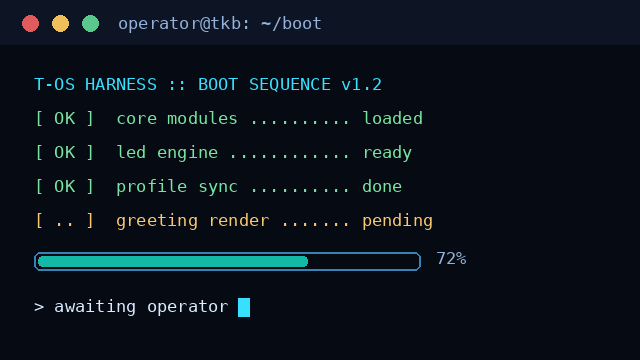 operator@tkb: ~/boot
T-OS HARNESS :: BOOT SEQUENCE v1.2
[ OK ]  core modules .......... loaded
[ OK ]  led engine ............ ready
[ OK ]  profile sync .......... done
[ .. ]  greeting render ....... pending
72%
> awaiting operator